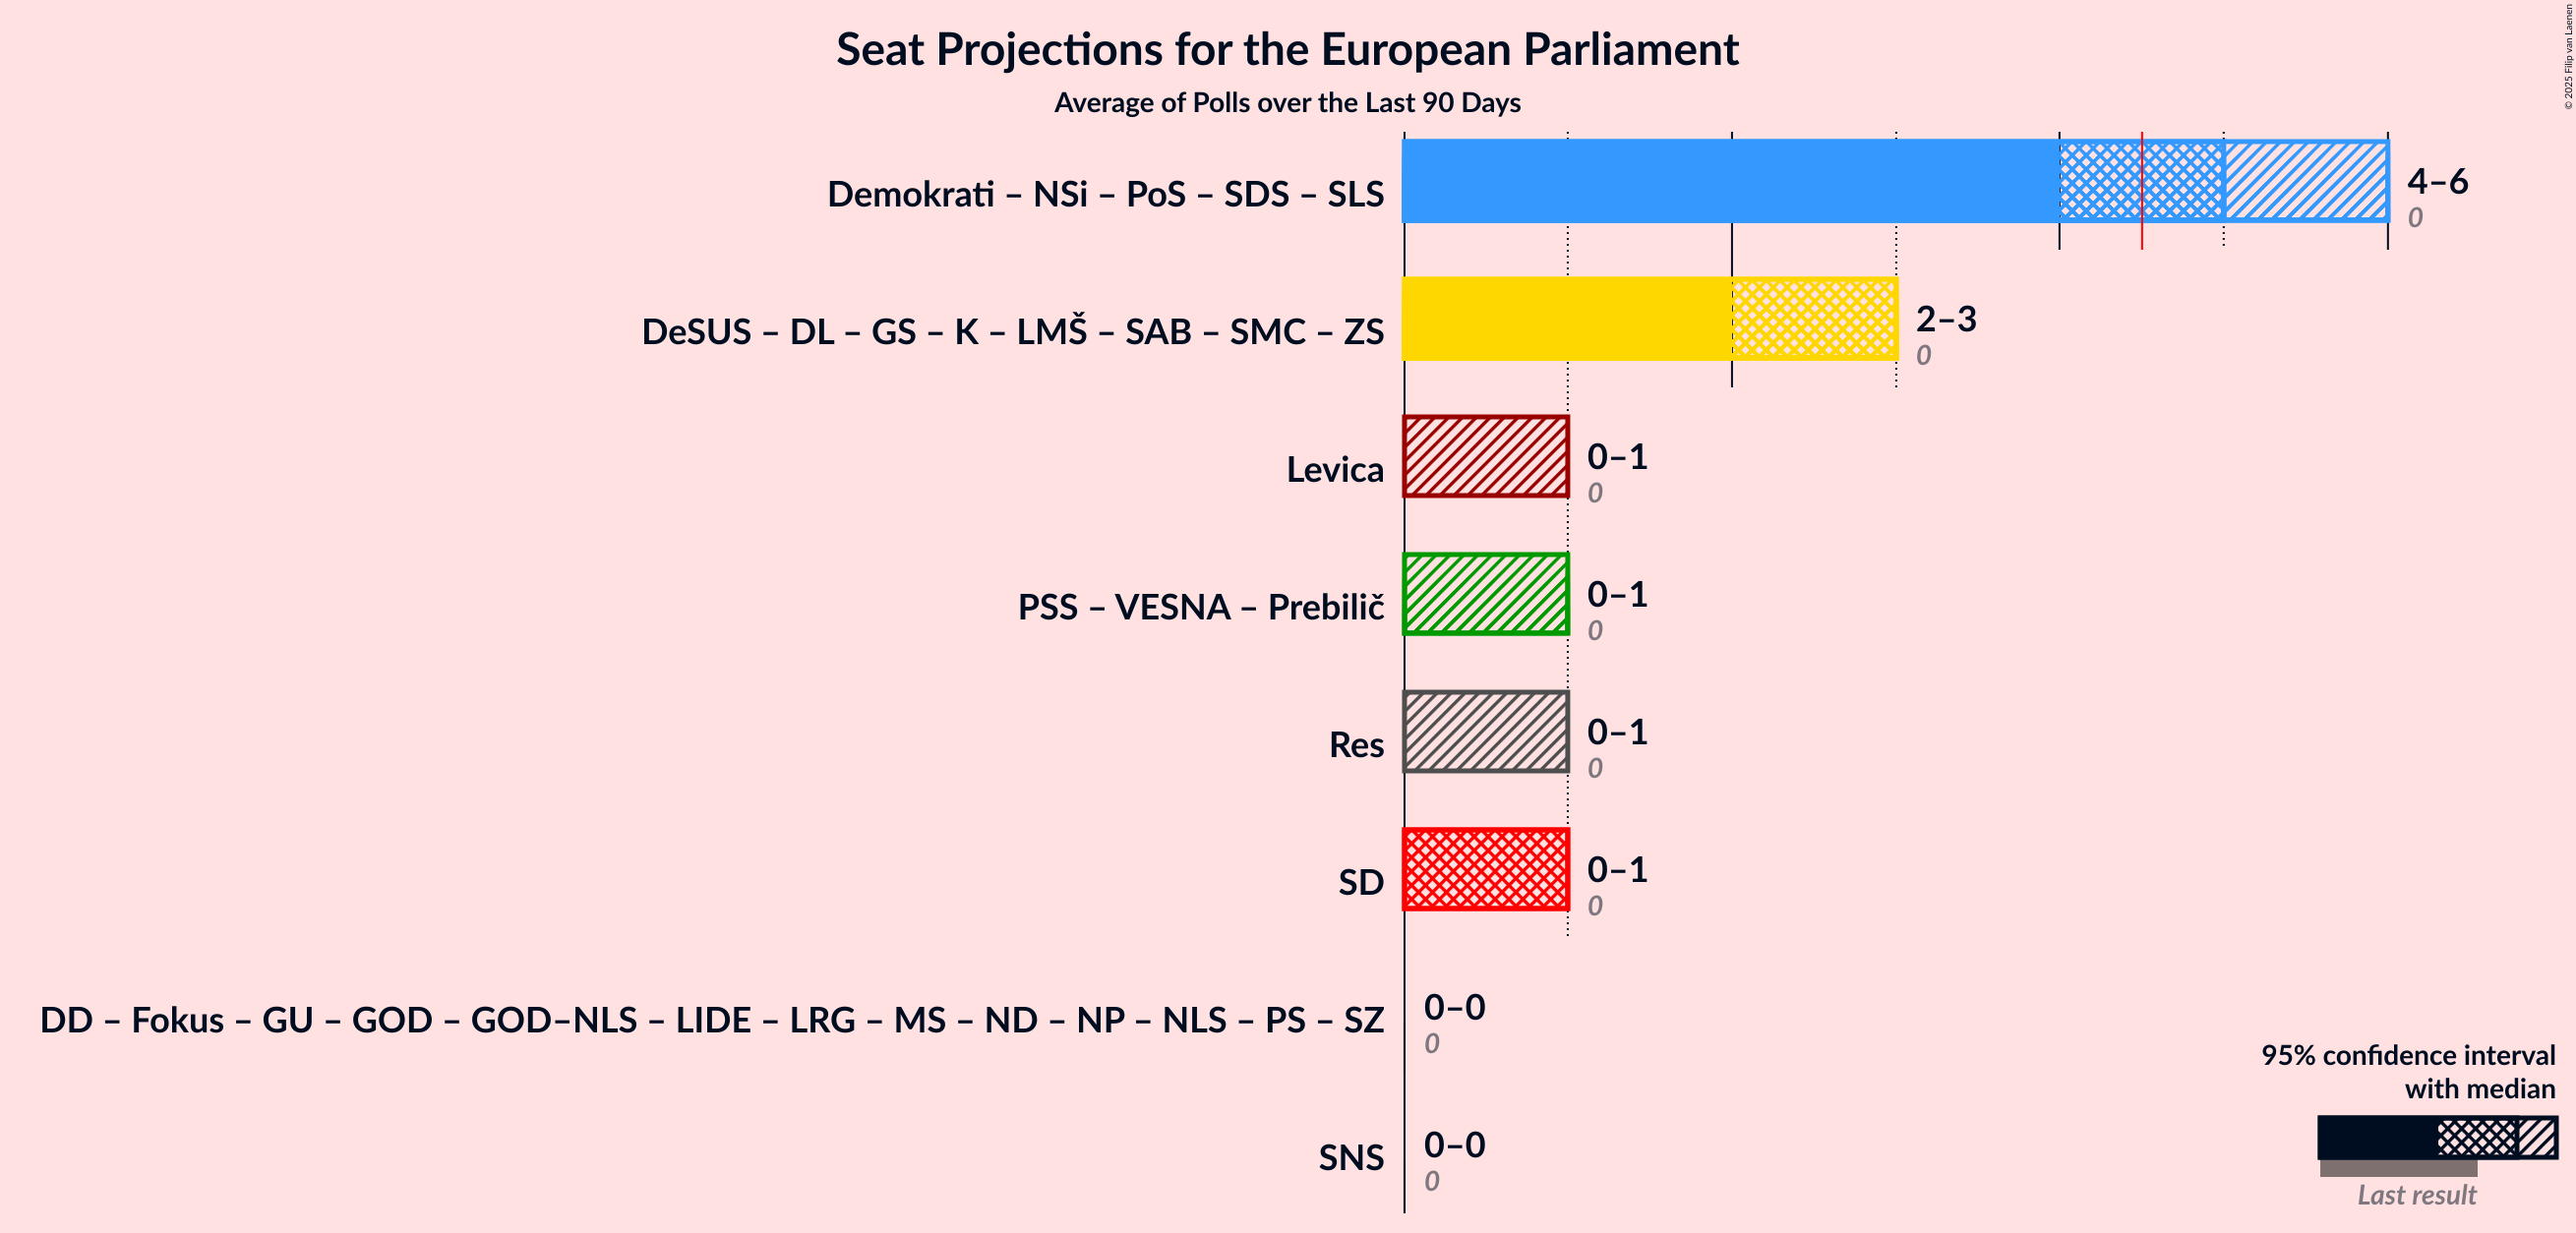 Seat Projections for the European Parliament
Average of Polls over the Last 90 Days
© 2025 Filip van Laenen
Demokrati – NSi – PoS – SDS – SLS
4–6
0
DeSUS – DL – GS – K – LMŠ – SAB – SMC – ZS
2–3
0
Levica
0–1
0
PSS – VESNA – Prebilič
0–1
0
Res
0–1
0
SD
0–1
0
DD – Fokus – GU – GOD – GOD–NLS – LIDE – LRG – MS – ND – NP – NLS – PS – SZ
0–0
0
SNS
0–0
0
95% confidence interval
with median
Last result